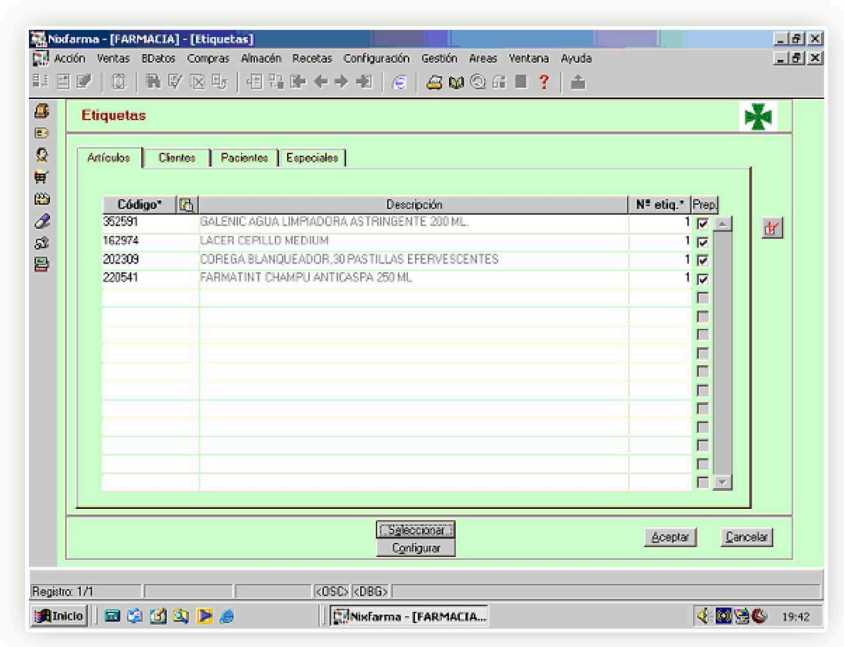 Nixfarma - [FARMACIA] - [Etiquetas]
Acción Ventas BDatos Compras Almacén Recetas Configuración Gestión Areas Ventana Ayuda
Etiquetas
Artículos Clientes Pacientes Especiales
Código* Descripción Nª etiq.* Prep.
352591 GALENIC AGUA LIMPIADORA ASTRINGENTE 200 ML. 1
162974 LACER CEPILLO MEDIUM 1
202309 COREGA BLANQUEADOR,30 PASTILLAS EFERVESCENTES 1
220541 FARMATINT CHAMPU ANTICASPA 250 ML 1
Seleccionar
Configurar
Aceptar Cancelar
Registro: 1/1 <OSC> <DBG>
Inicio Nixfarma - [FARMACIA... 19:42